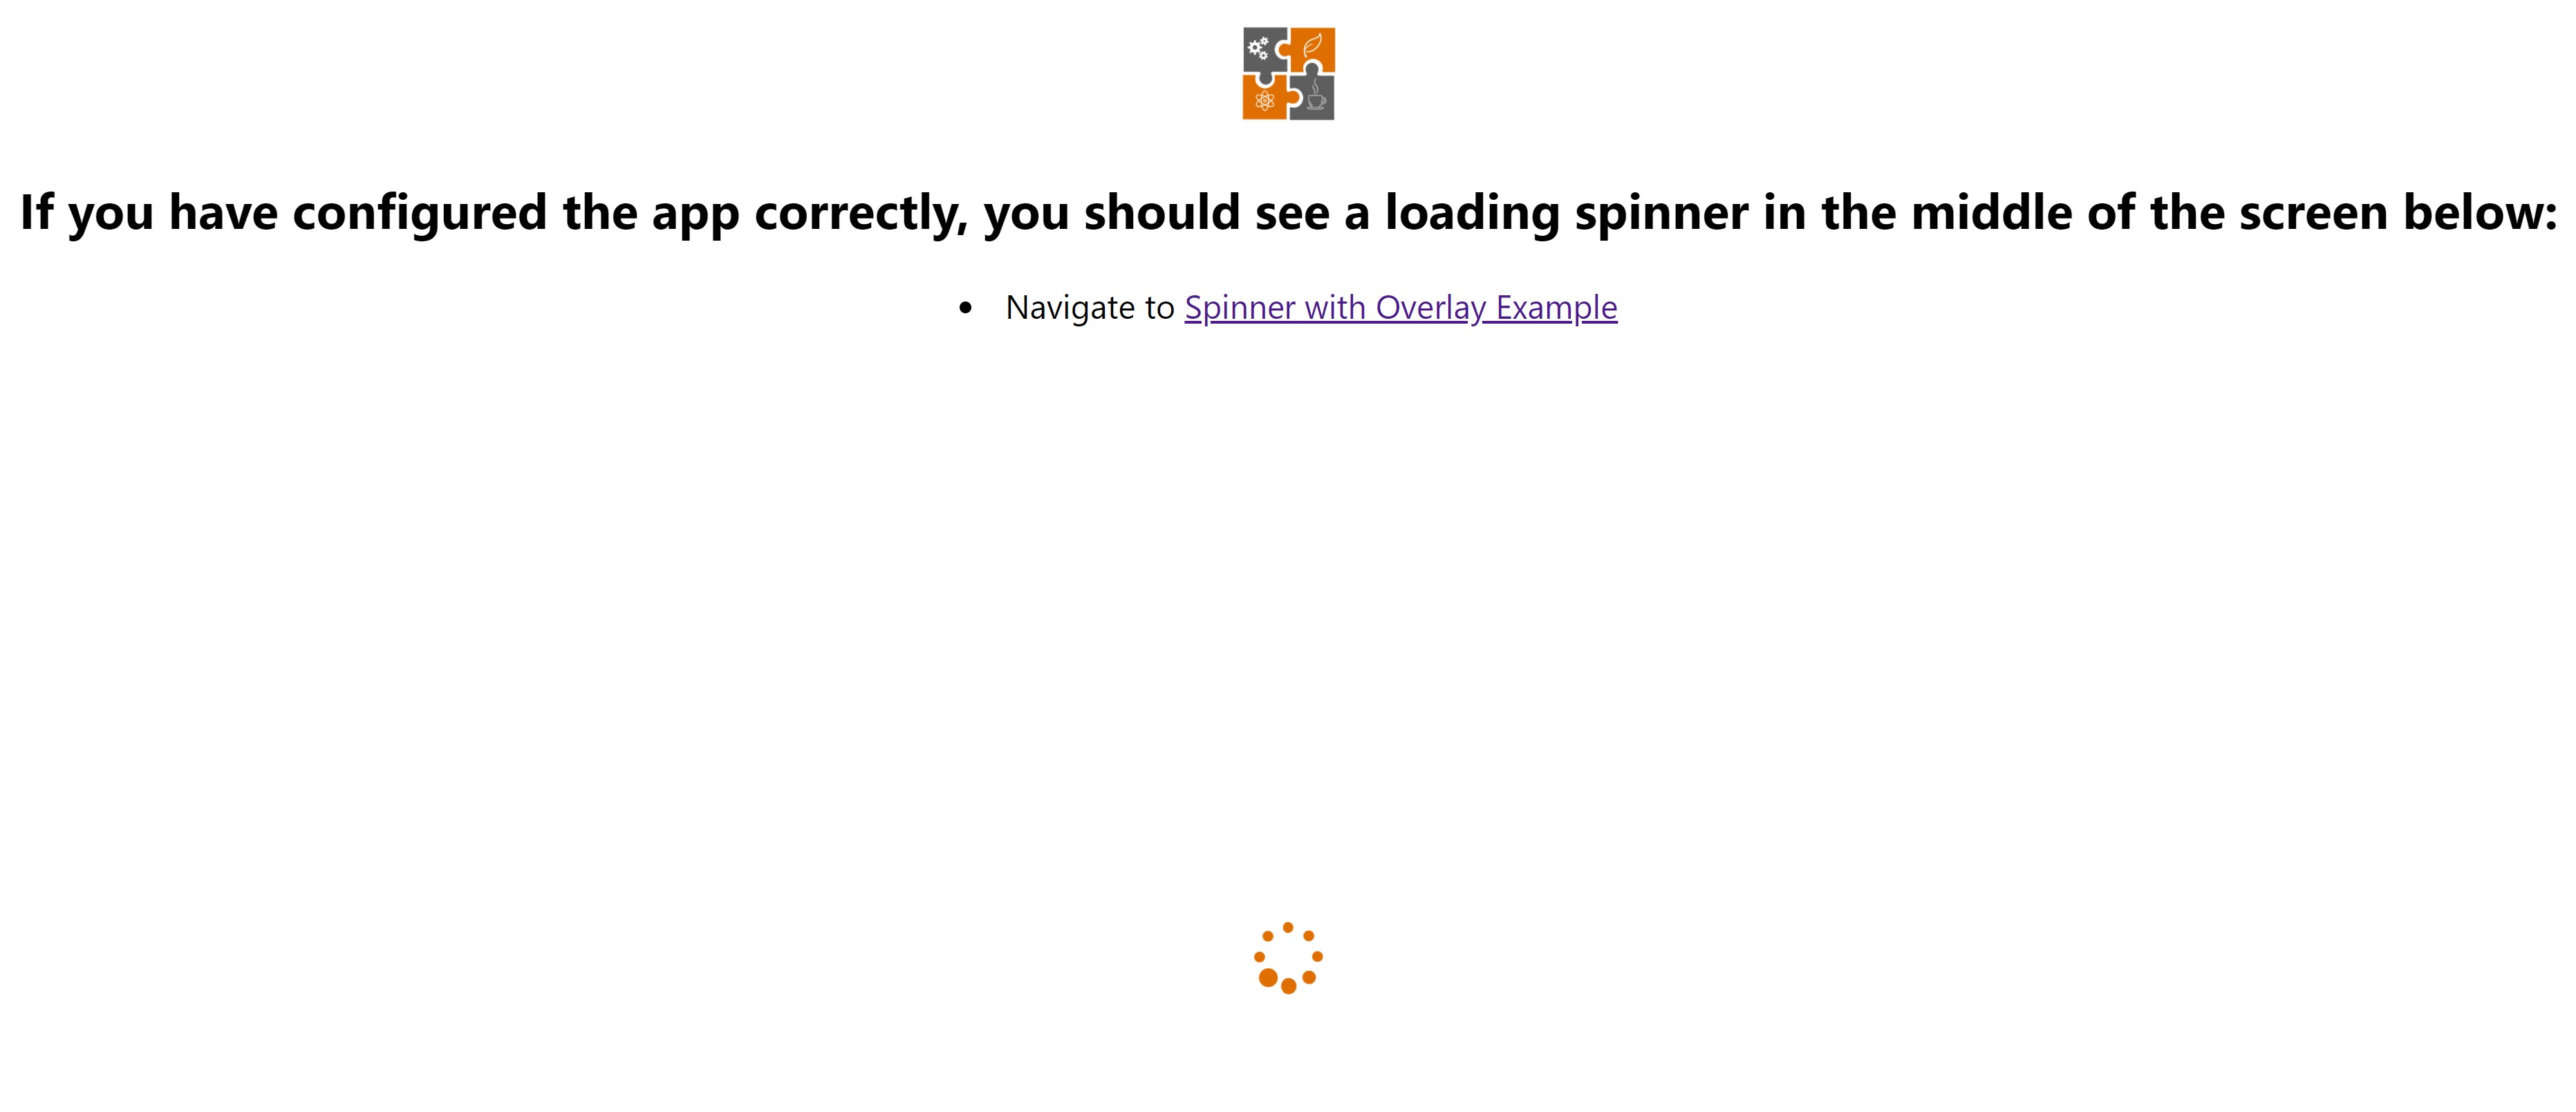 If you have configured the app correctly, you should see a loading spinner in the middle of the screen below:
Navigate to Spinner with Overlay Example